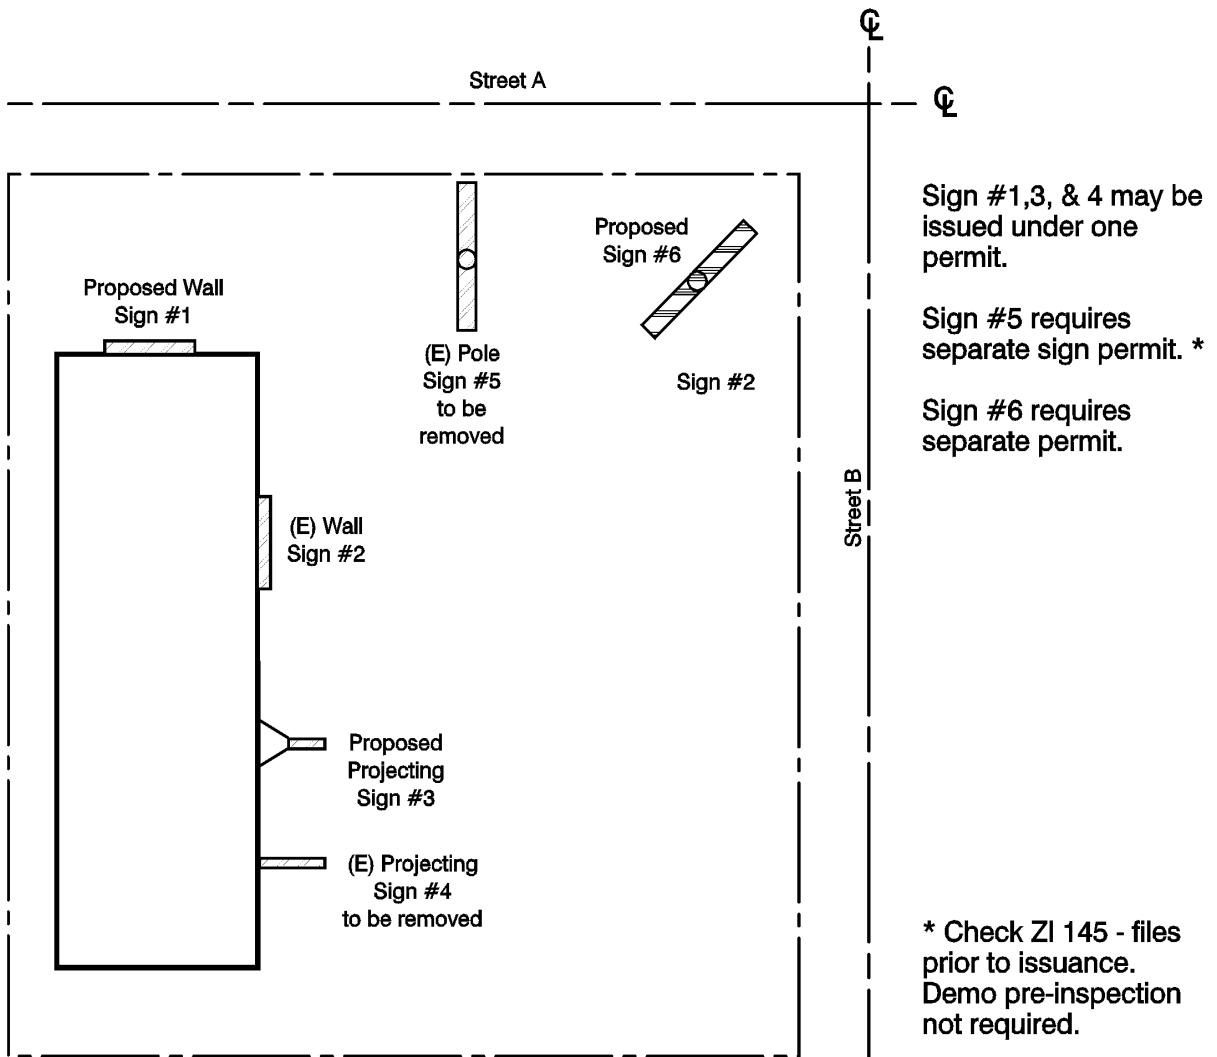 ℄
Street A
℄
Sign #1,3, & 4 may be
issued under one
permit.
Sign #5 requires
separate sign permit. *
Sign #6 requires
separate permit.
Proposed
Sign #6
Proposed Wall
Sign #1
(E) Pole
Sign #5
to be
removed
Sign #2
Street B
(E) Wall
Sign #2
Proposed
Projecting
Sign #3
(E) Projecting
Sign #4
to be removed
* Check ZI 145 - files
prior to issuance.
Demo pre-inspection
not required.